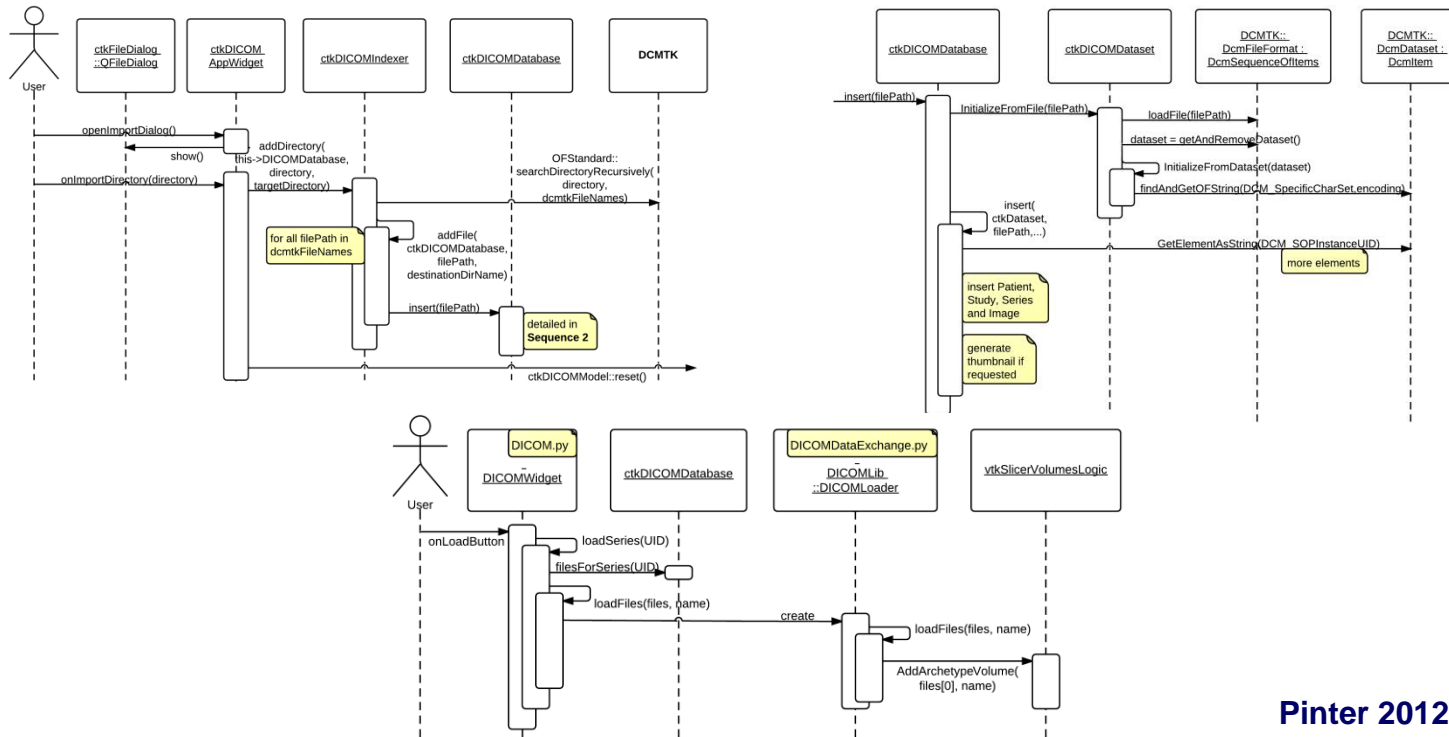 ctkFileDialog
::QFileDialog
ctkDICOM
AppWidget
ctkDICOMIndexer
ctkDICOMDatabase
DCMTK
User
openImportDialog()
show()
addDirectory(
this->DICOMDatabase,
directory,
targetDirectory)
onImportDirectory(directory)
OFStandard::
searchDirectoryRecursively(
directory,
dcmtkFileNames)
for all filePath in
dcmtkFileNames
addFile(
ctkDICOMDatabase,
filePath,
destinationDirName)
insert(filePath)
detailed in
Sequence 2
ctkDICOMModel::reset()
ctkDICOMDatabase
ctkDICOMDataset
DCMTK::
DcmFileFormat :
DcmSequenceOfItems
DCMTK::
DcmDataset :
DcmItem
insert(filePath)
InitializeFromFile(filePath)
loadFile(filePath)
dataset = getAndRemoveDataset()
InitializeFromDataset(dataset)
findAndGetOFString(DCM_SpecificCharSet,encoding)
insert(
ctkDataset,
filePath,...)
GetElementAsString(DCM_SOPInstanceUID)
more elements
insert Patient,
Study, Series
and Image
generate
thumbnail if
requested
User
DICOM.py
DICOMWidget
ctkDICOMDatabase
DICOMDataExchange.py
DICOMLib
::DICOMLoader
vtkSlicerVolumesLogic
onLoadButton
loadSeries(UID)
filesForSeries(UID)
loadFiles(files, name)
create
loadFiles(files, name)
AddArchetypeVolume(
files[0], name)
Pinter 2012